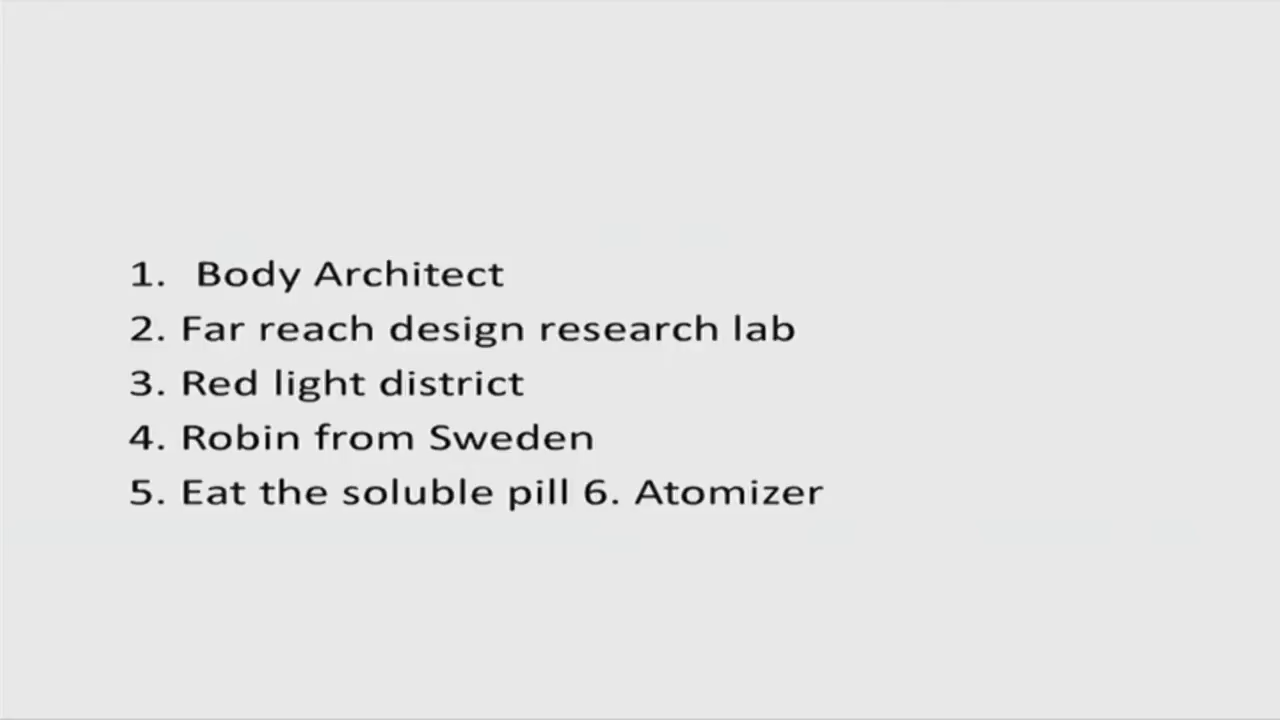 1. Body Architect
2. Far reach design research lab
3. Red light district
4. Robin from Sweden
5. Eat the soluble pill 6. Atomizer